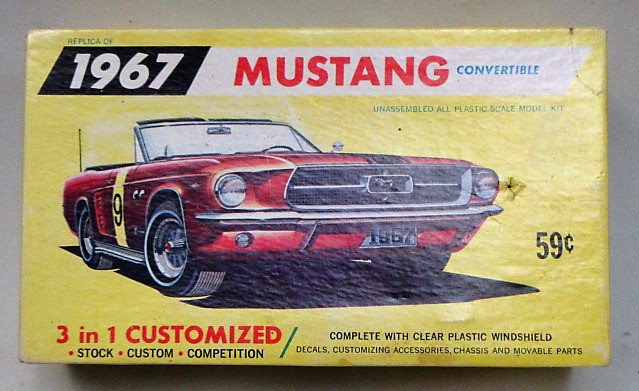 REPLICA OF
1967 MUSTANG CONVERTIBLE
UNASSEMBLED ALL PLASTIC SCALE MODEL KIT
9
1967
59¢
3 in 1 CUSTOMIZED /
• STOCK • CUSTOM • COMPETITION
COMPLETE WITH CLEAR PLASTIC WINDSHIELD
DECALS, CUSTOMIZING ACCESSORIES, CHASSIS AND MOVABLE PARTS